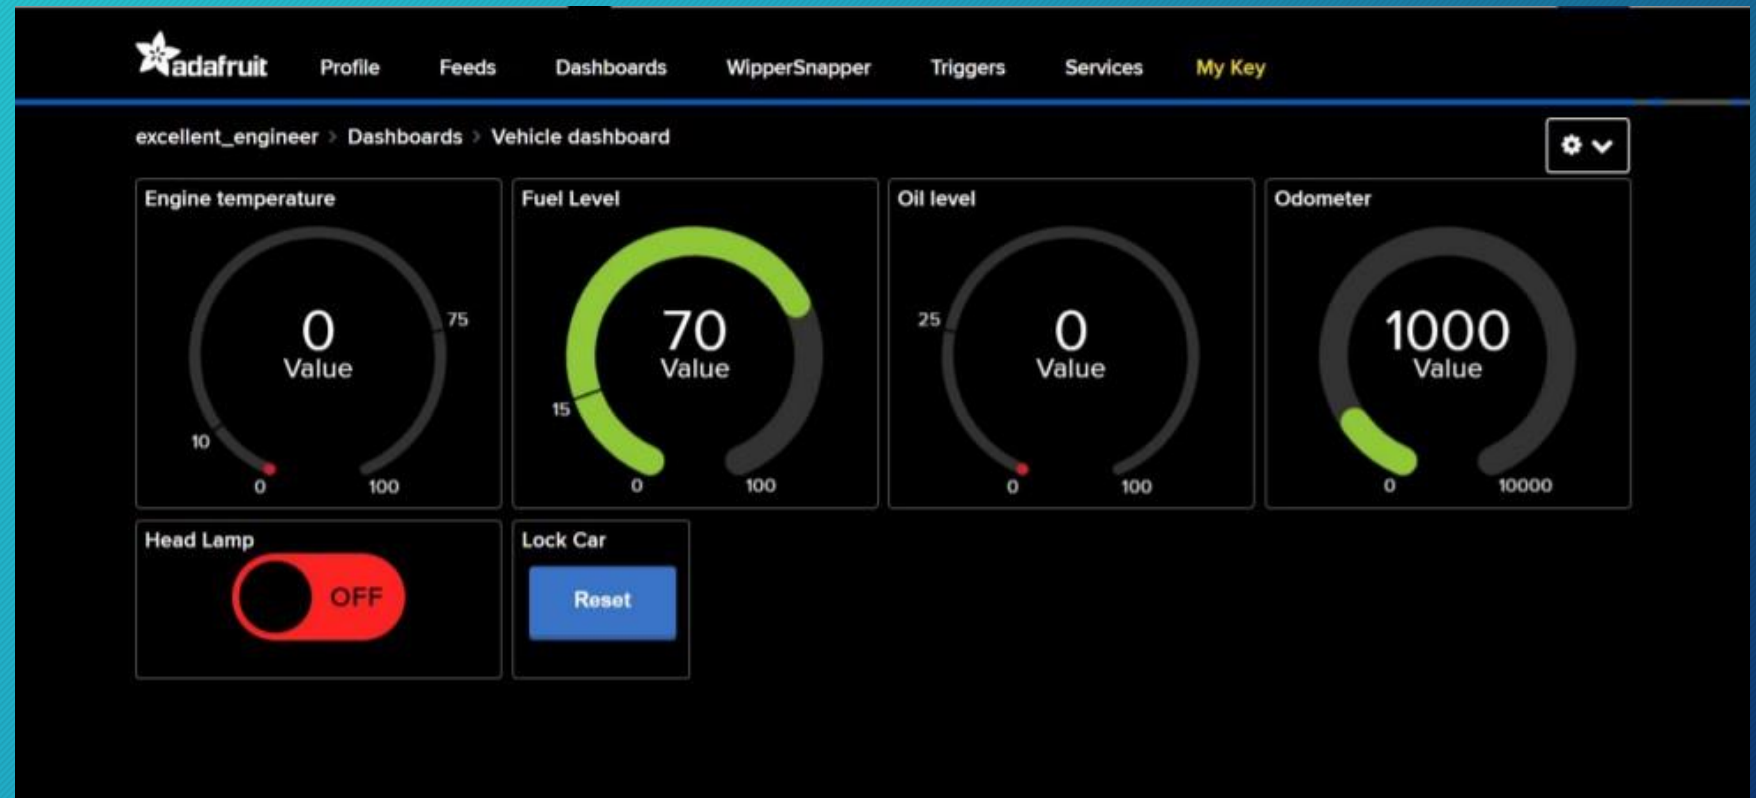 adafruit Profile Feeds Dashboards WipperSnapper Triggers Services My Key
excellent_engineer > Dashboards > Vehicle dashboard
Engine temperature
0
Value
75
10
0 100
Fuel Level
70
Value
15
0 100
Oil level
25
0
Value
0 100
Odometer
1000
Value
0 10000
Head Lamp
OFF
Lock Car
Reset